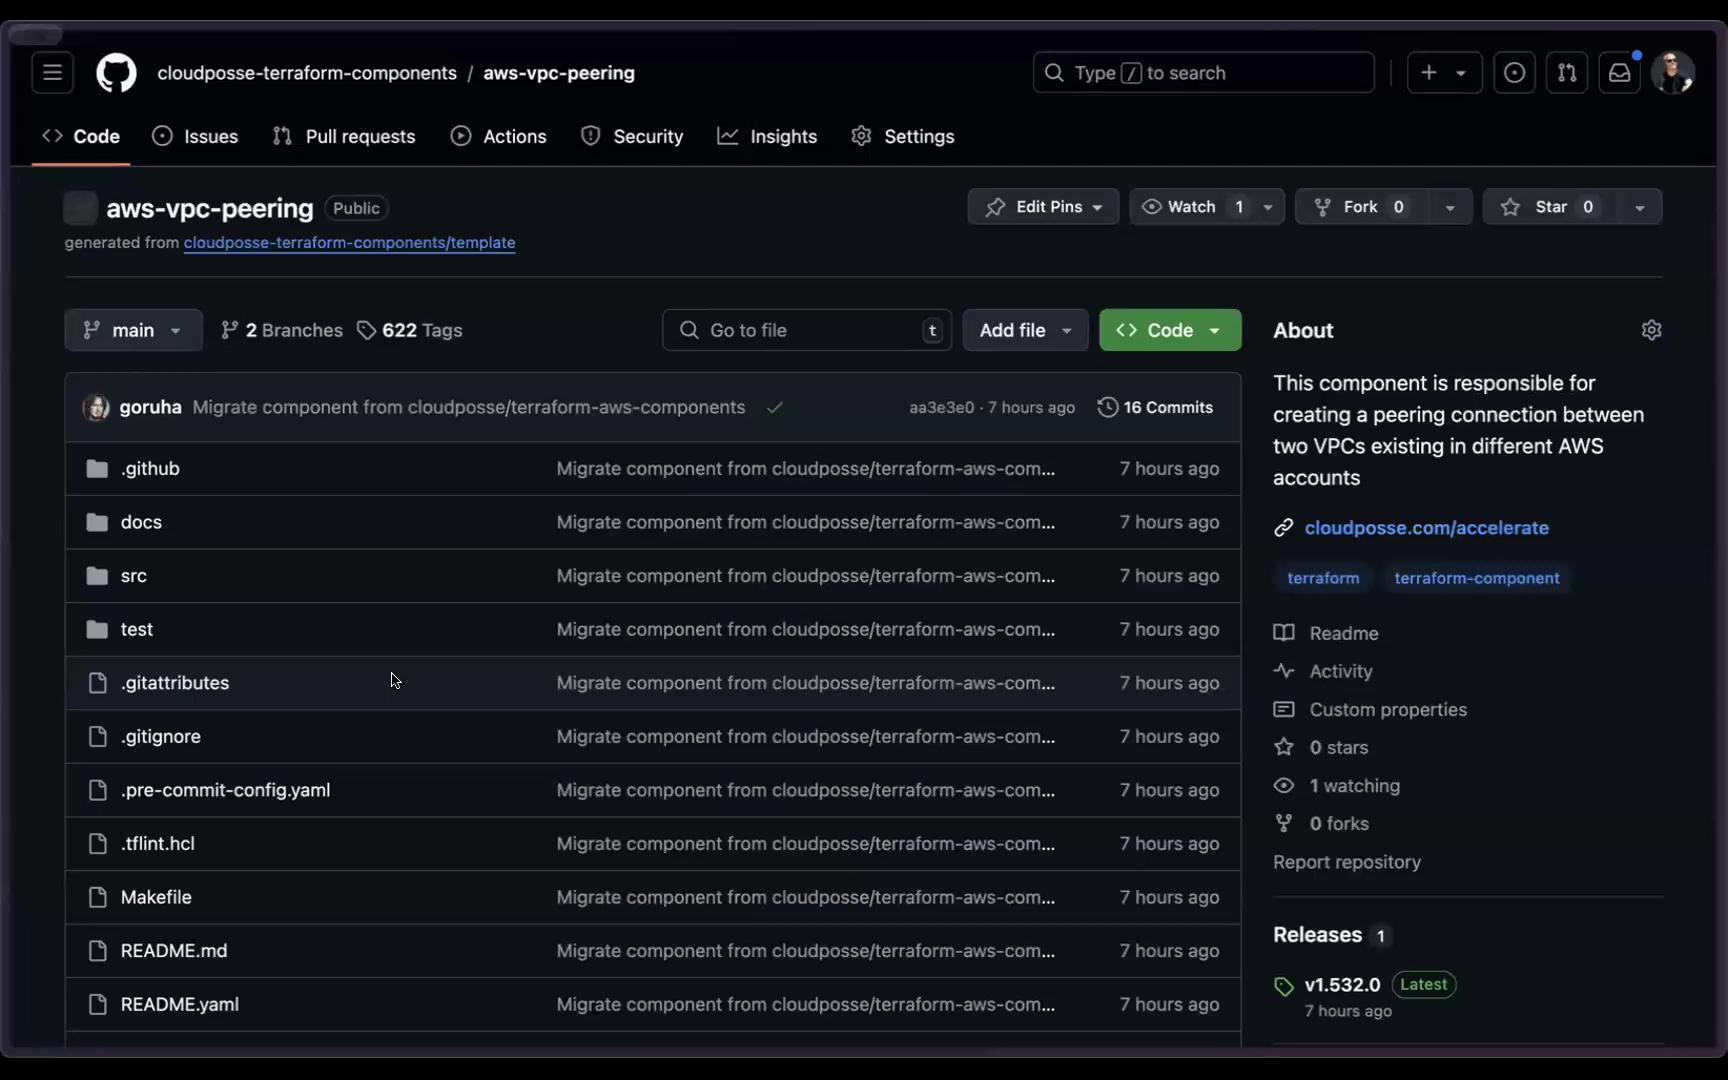 cloudposse-terraform-components / aws-vpc-peering
Type / to search
Code Issues Pull requests Actions Security Insights Settings
aws-vpc-peering Public
Edit Pins Watch 1 Fork 0 Star 0
generated from cloudposse-terraform-components/template
main 2 Branches 622 Tags Go to file t Add file Code
goruha Migrate component from cloudposse/terraform-aws-components aa3e3e0 · 7 hours ago 16 Commits
.github Migrate component from cloudposse/terraform-aws-com... 7 hours ago
docs Migrate component from cloudposse/terraform-aws-com... 7 hours ago
src Migrate component from cloudposse/terraform-aws-com... 7 hours ago
test Migrate component from cloudposse/terraform-aws-com... 7 hours ago
.gitattributes Migrate component from cloudposse/terraform-aws-com... 7 hours ago
.gitignore Migrate component from cloudposse/terraform-aws-com... 7 hours ago
.pre-commit-config.yaml Migrate component from cloudposse/terraform-aws-com... 7 hours ago
.tflint.hcl Migrate component from cloudposse/terraform-aws-com... 7 hours ago
Makefile Migrate component from cloudposse/terraform-aws-com... 7 hours ago
README.md Migrate component from cloudposse/terraform-aws-com... 7 hours ago
README.yaml Migrate component from cloudposse/terraform-aws-com... 7 hours ago
About
This component is responsible for
creating a peering connection between
two VPCs existing in different AWS
accounts
cloudposse.com/accelerate
terraform terraform-component
Readme
Activity
Custom properties
0 stars
1 watching
0 forks
Report repository
Releases 1
v1.532.0 Latest
7 hours ago